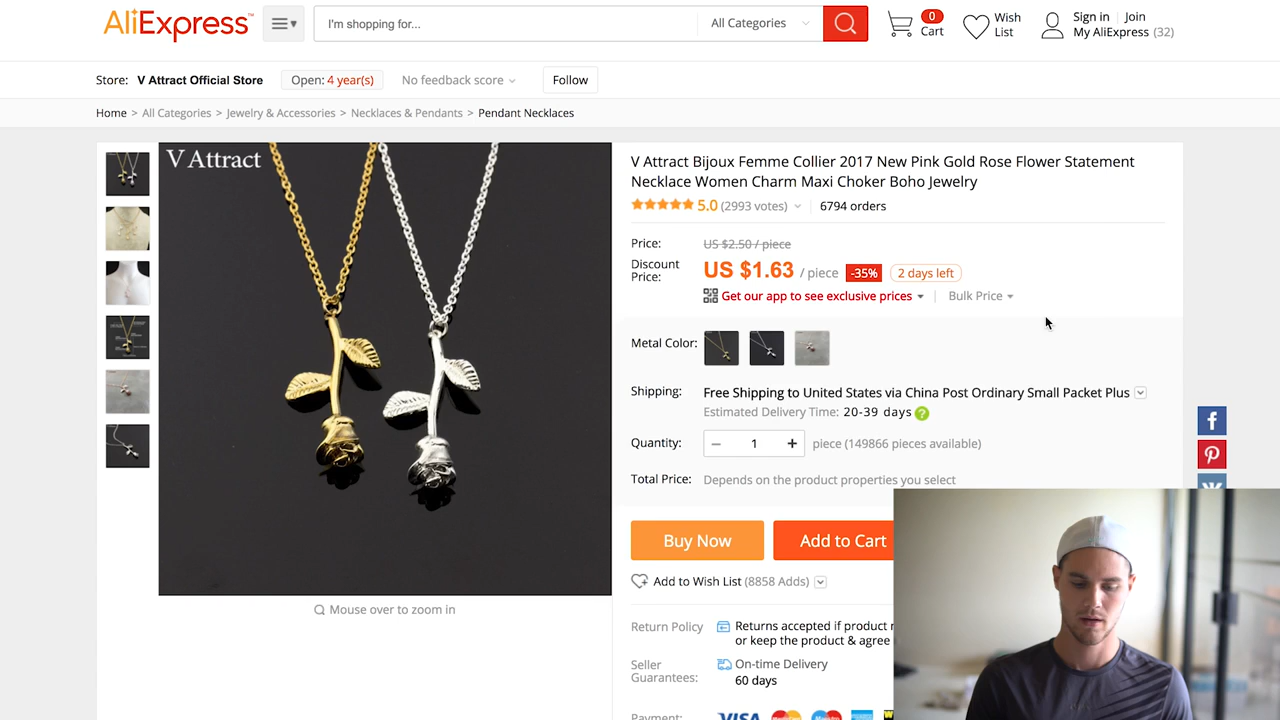 AliExpress™
I'm shopping for...
All Categories
0
Cart
Wish
List
Sign in | Join
My AliExpress (32)
Store: V Attract Official Store
Open: 4 year(s)
No feedback score
Follow
Home > All Categories > Jewelry & Accessories > Necklaces & Pendants > Pendant Necklaces
V Attract
V Attract Bijoux Femme Collier 2017 New Pink Gold Rose Flower Statement
Necklace Women Charm Maxi Choker Boho Jewelry
5.0 (2993 votes)
6794 orders
Price: US $2.50 / piece
Discount
Price:
US $1.63 / piece
-35%
2 days left
Get our app to see exclusive prices
Bulk Price
Metal Color:
Shipping: Free Shipping to United States via China Post Ordinary Small Packet Plus
Estimated Delivery Time: 20-39 days ?
Quantity: − 1 + piece (149866 pieces available)
Total Price: Depends on the product properties you select
Buy Now
Add to Cart
Add to Wish List (8858 Adds)
Mouse over to zoom in
Return Policy
Returns accepted if product
or keep the product & agree
Seller
Guarantees:
On-time Delivery
60 days
Payment:
VISA